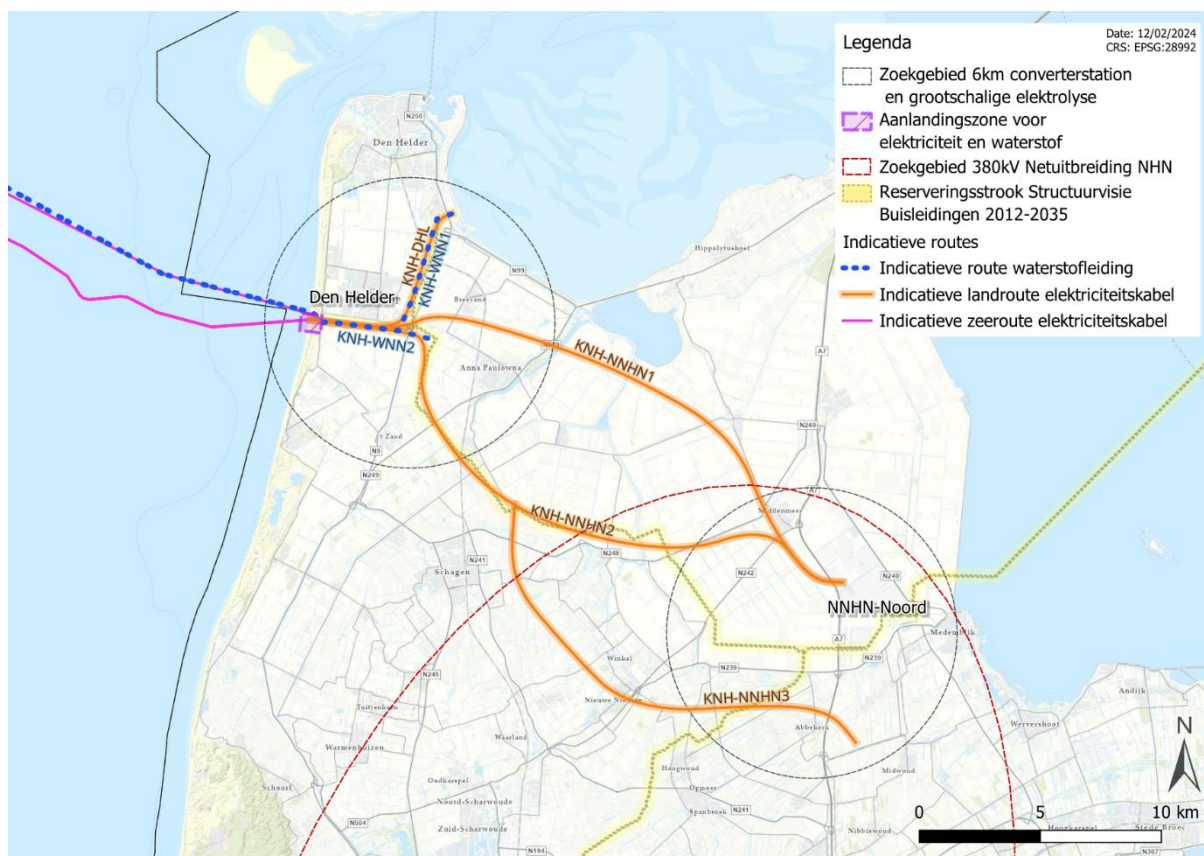 Legenda
Date: 12/02/2024
CRS: EPSG:28992
Zoekgebied 6km converterstation
en grootschalige elektrolyse
Aanlandingszone voor
elektriciteit en waterstof
Zoekgebied 380kV Netuitbreiding NHN
Reserveringsstrook Structuurvisie
Buisleidingen 2012-2035
Indicatieve routes
Indicatieve route waterstofleiding
Indicatieve landroute elektriciteitskabel
Indicatieve zeeroute elektriciteitskabel
N250
Den Helder
Hippolytushoef
KNH-DHL
KNH-WNN1
N99
Den Helder
Breezand
KNH-WNN2
Anna Paulowna
KNH-NNHN1
A7
N240
't Zand
N9
N249
A7
Middenmeer
KNH-NNHN2
N248
N241
Schagen
N242
N240
NNHN-Noord
A7
Medemblik
N239
N239
Winkel
N245
Nieuwe Niedorp
KNH-NNHN3
Andijk
Tuitjenhorn
Abbekerk
Wervershoof
Waarland
Warmenhuizen
Hoogwoud
Midwoud
Oudkarspel
Opmeer
Schoorl
Noord-Scharwoude
Spanbroek
N241
N504
Zuid-Scharwoude
Nibbixwoud
Hoogkarspel
Stede Broec
N194
N307
N
0
5
10 km